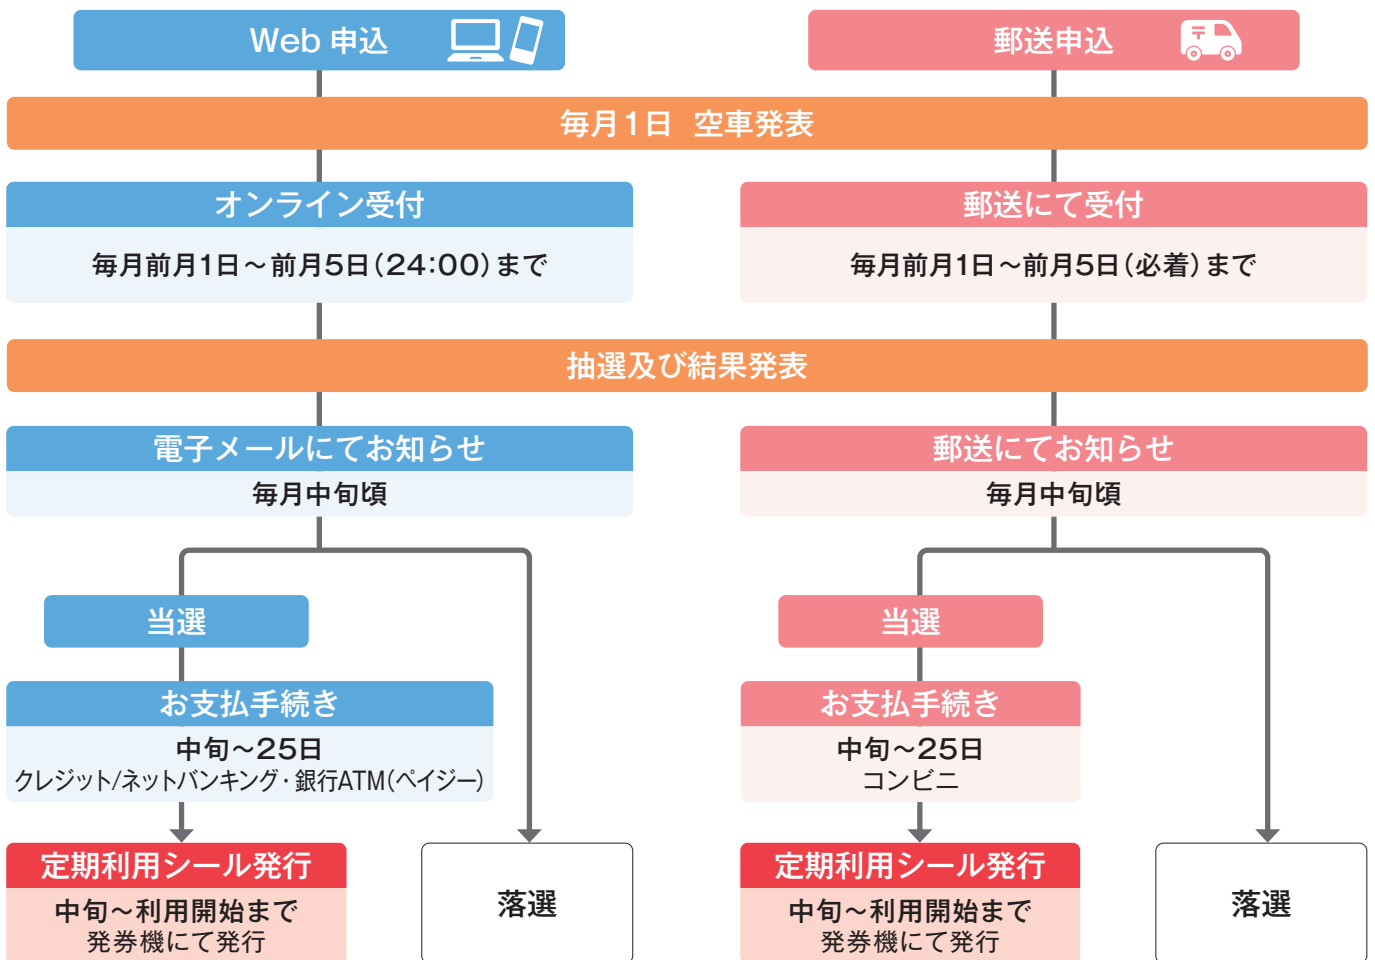 Web 申込
郵送申込
毎月1日 空車発表
オンライン受付
毎月前月1日～前月5日(24:00)まで
郵送にて受付
毎月前月1日～前月5日(必着)まで
抽選及び結果発表
電子メールにてお知らせ
毎月中旬頃
郵送にてお知らせ
毎月中旬頃
当選
お支払手続き
中旬～25日
クレジット/ネットバンキング・銀行ATM(ペイジー)
定期利用シール発行
中旬～利用開始まで
発券機にて発行
落選
当選
お支払手続き
中旬～25日
コンビニ
定期利用シール発行
中旬～利用開始まで
発券機にて発行
落選